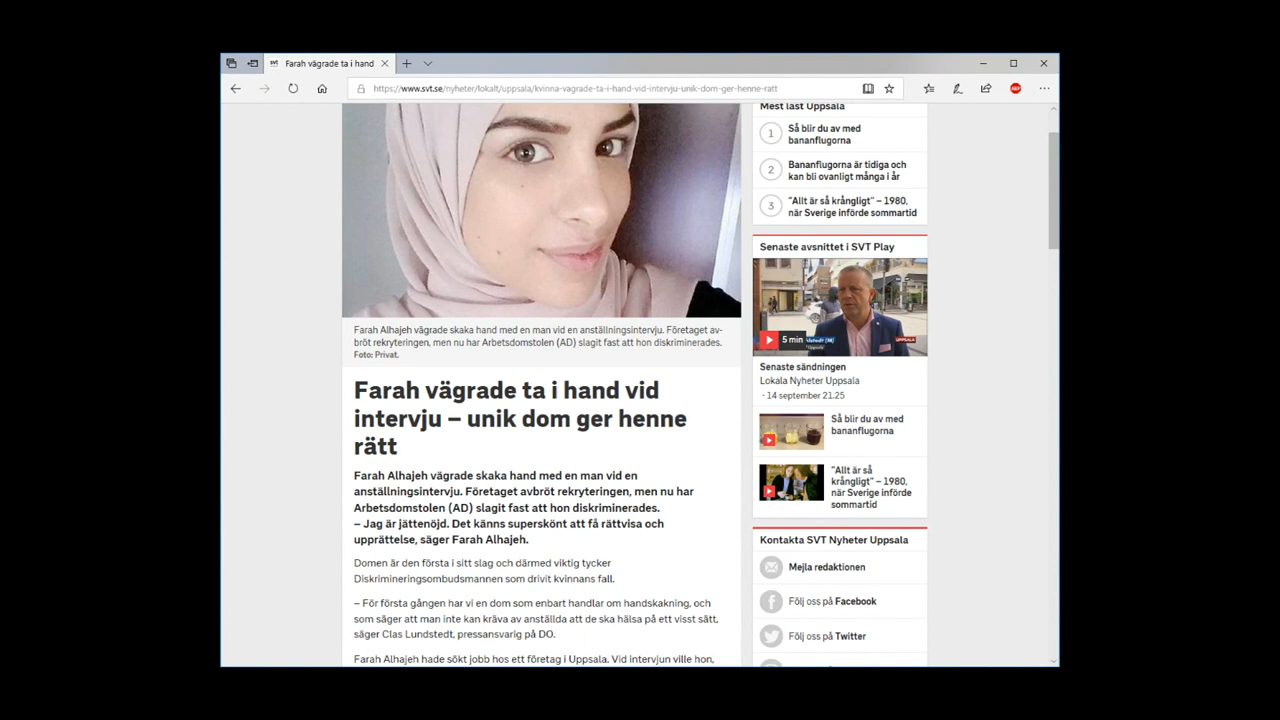 Farah vägrade ta i hand
https://www.svt.se/nyheter/lokalt/uppsala/kvinna-vagrade-ta-i-hand-vid-intervju-unik-dom-ger-henne-ratt
Farah Alhajeh vägrade skaka hand med en man vid en anställningsintervju. Företaget av-
bröt rekryteringen, men nu har Arbetsdomstolen (AD) slagit fast att hon diskriminerades.
Foto: Privat.
Farah vägrade ta i hand vid
intervju – unik dom ger henne
rätt
Farah Alhajeh vägrade skaka hand med en man vid en
anställningsintervju. Företaget avbröt rekryteringen, men nu har
Arbetsdomstolen (AD) slagit fast att hon diskriminerades.
– Jag är jättenöjd. Det känns superskönt att få rättvisa och
upprättelse, säger Farah Alhajeh.
Domen är den första i sitt slag och därmed viktig tycker
Diskrimineringsombudsmannen som drivit kvinnans fall.
– För första gången har vi en dom som enbart handlar om handskakning, och
som säger att man inte kan kräva av anställda att de ska hälsa på ett visst sätt,
säger Clas Lundstedt, pressansvarig på DO.
Farah Alhajeh hade sökt jobb hos ett företag i Uppsala. Vid intervjun ville hon,
Mest läst Uppsala
1
Så blir du av med
bananflugorna
2
Bananflugorna är tidiga och
kan bli ovanligt många i år
3
"Allt är så krångligt" – 1980,
när Sverige införde sommartid
Senaste avsnittet i SVT Play
5 min
UPPSALA
Senaste sändningen
Lokala Nyheter Uppsala
· 14 september 21.25
Så blir du av med
bananflugorna
"Allt är så
krångligt" – 1980,
när Sverige införde
sommartid
Kontakta SVT Nyheter Uppsala
Mejla redaktionen
Följ oss på Facebook
Följ oss på Twitter